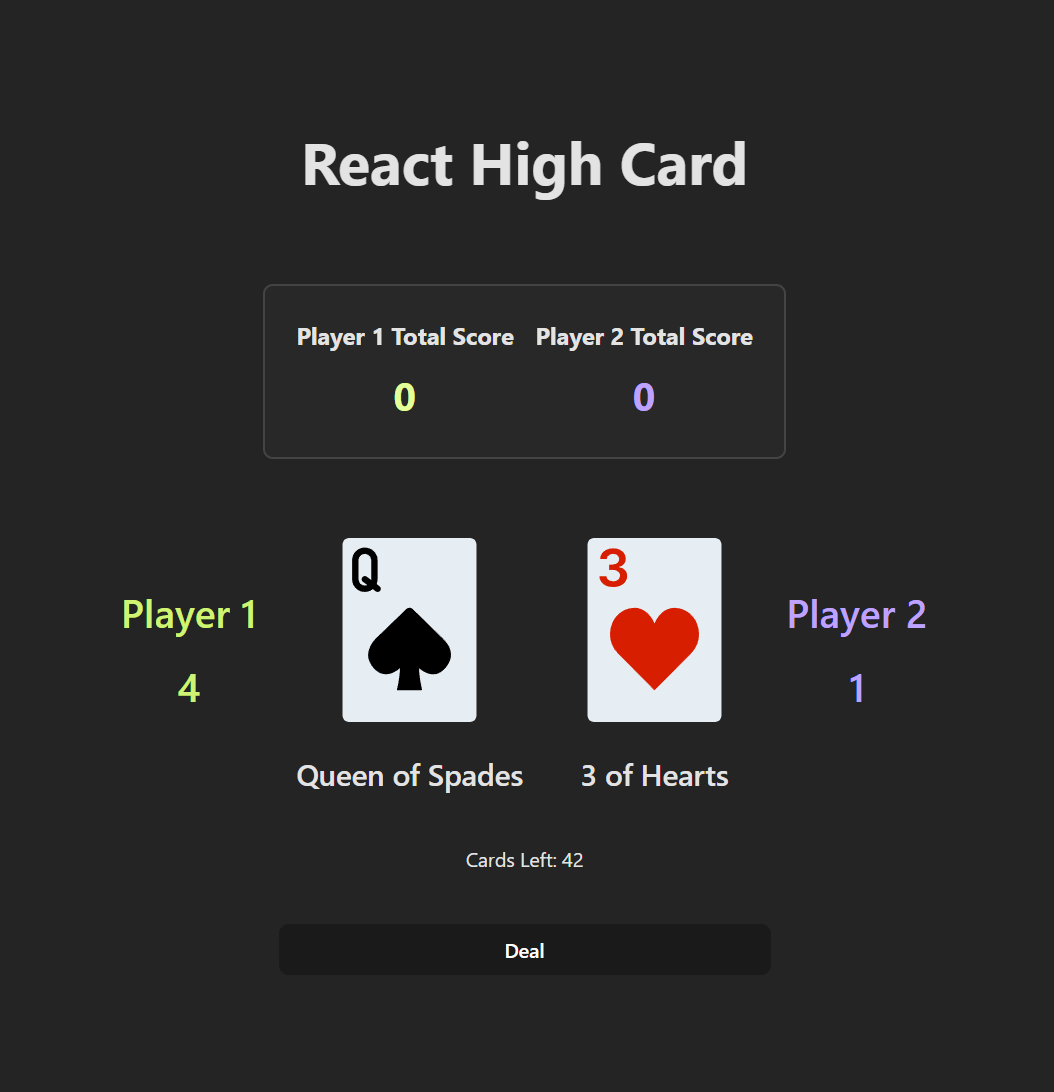 React High Card
Player 1 Total Score
Player 2 Total Score
0
0
Player 1
4
Q
3
Player 2
1
Queen of Spades
3 of Hearts
Cards Left: 42
Deal